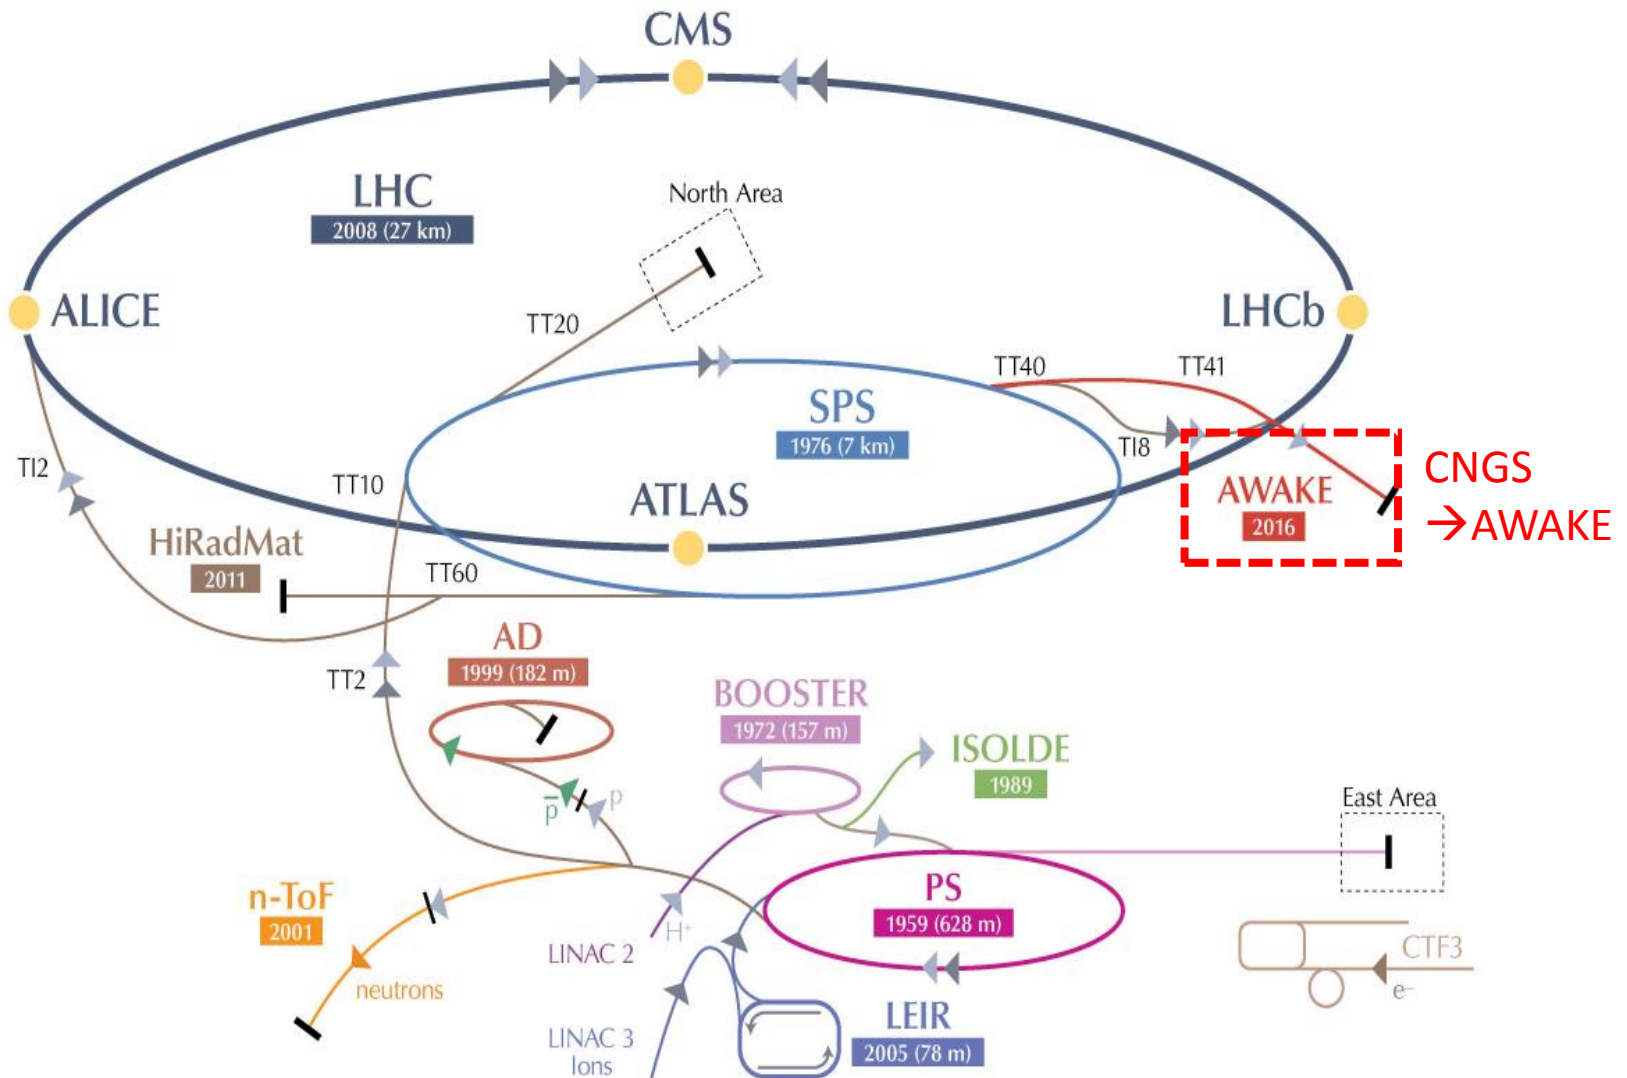 CMS
LHC
2008 (27 km)
North Area
ALICE
TT20
LHCb
TT40
TT41
SPS
1976 (7 km)
TI8
TI2
TT10
ATLAS
AWAKE
2016
CNGS
→AWAKE
HiRadMat
2011
TT60
AD
1999 (182 m)
TT2
BOOSTER
1972 (157 m)
ISOLDE
1989
p̅
p
East Area
n-ToF
2001
PS
1959 (628 m)
H⁺
LINAC 2
neutrons
CTF3
e⁻
LEIR
2005 (78 m)
LINAC 3
Ions